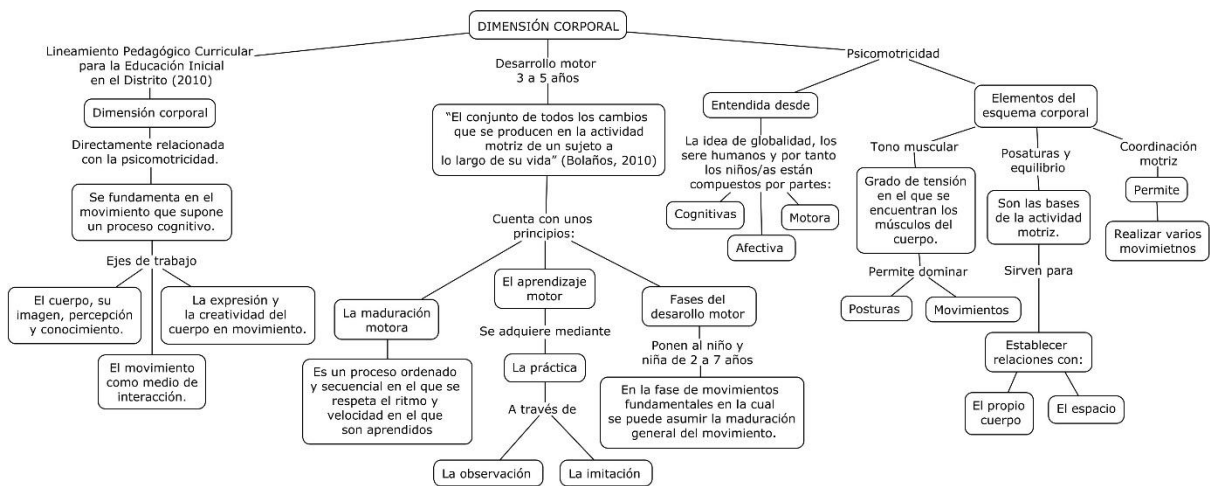 DIMENSIÓN CORPORAL
Lineamiento Pedagógico Curricular
para la Educación Inicial
en el Distrito (2010)
Dimensión corporal
Directamente relacionada
con la psicomotricidad.
Se fundamenta en el
movimiento que supone
un proceso cognitivo.
Ejes de trabajo
El cuerpo, su
imagen, percepción
y conocimiento.
La expresión y
la creatividad del
cuerpo en movimiento.
El movimiento
como medio de
interacción.
Desarrollo motor
3 a 5 años
“El conjunto de todos los cambios
que se producen en la actividad
motriz de un sujeto a
lo largo de su vida” (Bolaños, 2010)
Cuenta con unos
principios:
La maduración
motora
Es un proceso ordenado
y secuencial en el que se
respeta el ritmo y
velocidad en el que
son aprendidos
El aprendizaje
motor
Se adquiere mediante
La práctica
A través de
La observación
La imitación
Fases del
desarollo motor
Ponen al niño y
niña de 2 a 7 años
En la fase de movimientos
fundamentales en la cual
se puede asumir la maduración
general del movimiento.
Psicomotricidad
Entendida desde
La idea de globalidad, los
sere humanos y por tanto
los niños/as están
compuestos por partes:
Cognitivas
Afectiva
Motora
Elementos del
esquema corporal
Tono muscular
Grado de tensión
en el que se
encuentran los
músculos del
cuerpo.
Permite dominar
Posturas
Movimientos
Posaturas y
equilibrio
Son las bases
de la actividad
motriz.
Sirven para
Establecer
relaciones con:
El propio
cuerpo
El espacio
Coordinación
motriz
Permite
Realizar varios
movimietnos